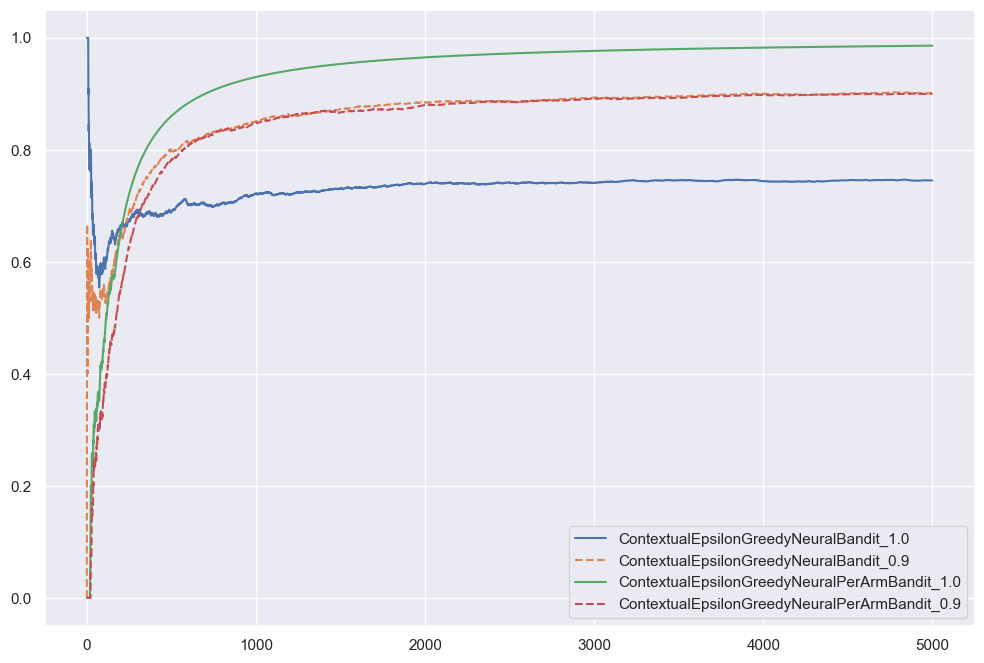 1.0
0.8
0.6
0.4
0.2
0.0
0 1000 2000 3000 4000 5000
ContextualEpsilonGreedyNeuralBandit_1.0
ContextualEpsilonGreedyNeuralBandit_0.9
ContextualEpsilonGreedyNeuralPerArmBandit_1.0
ContextualEpsilonGreedyNeuralPerArmBandit_0.9